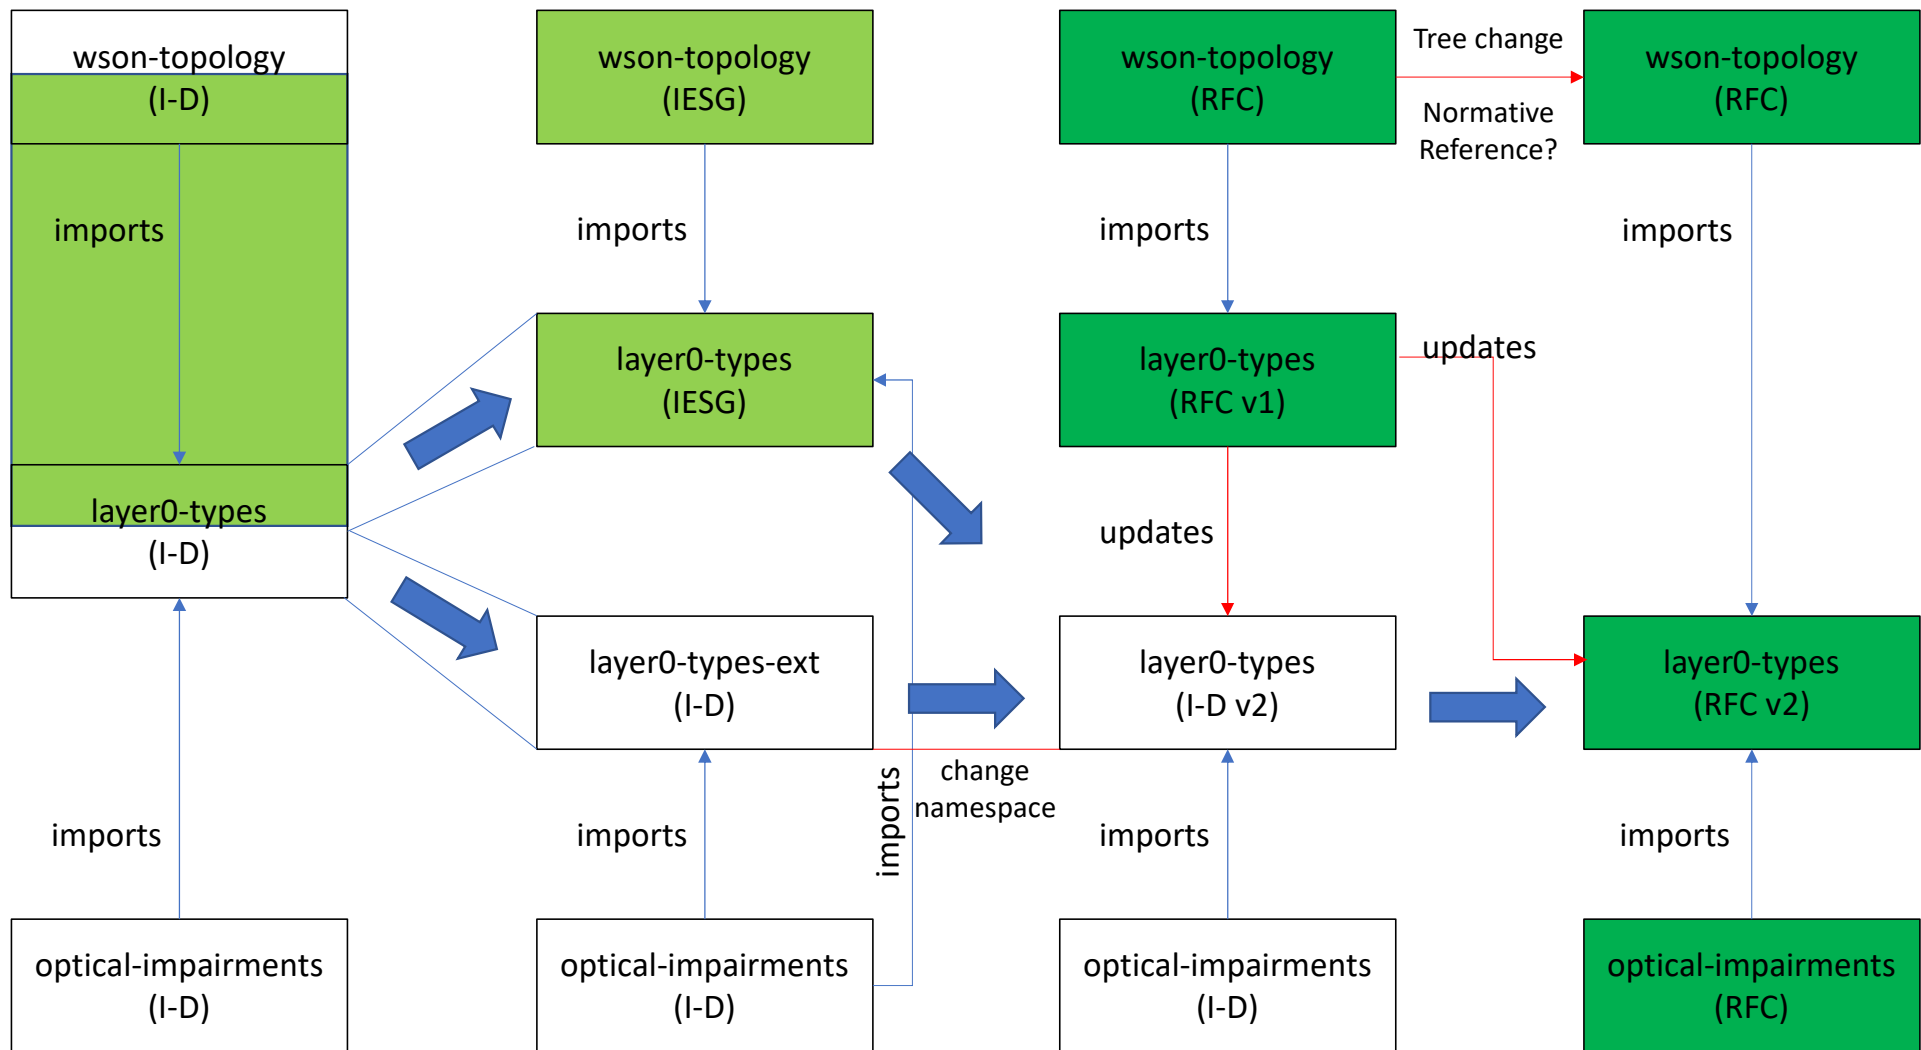 wson-topology
(I-D)
wson-topology
(IESG)
wson-topology
(RFC)
Tree change
Normative
Reference?
wson-topology
(RFC)
imports
imports
imports
imports
layer0-types
(I-D)
layer0-types
(IESG)
layer0-types
(RFC v1)
updates
updates
layer0-types-ext
(I-D)
layer0-types
(I-D v2)
layer0-types
(RFC v2)
change
namespace
imports
imports
imports
imports
imports
optical-impairments
(I-D)
optical-impairments
(I-D)
optical-impairments
(I-D)
optical-impairments
(RFC)